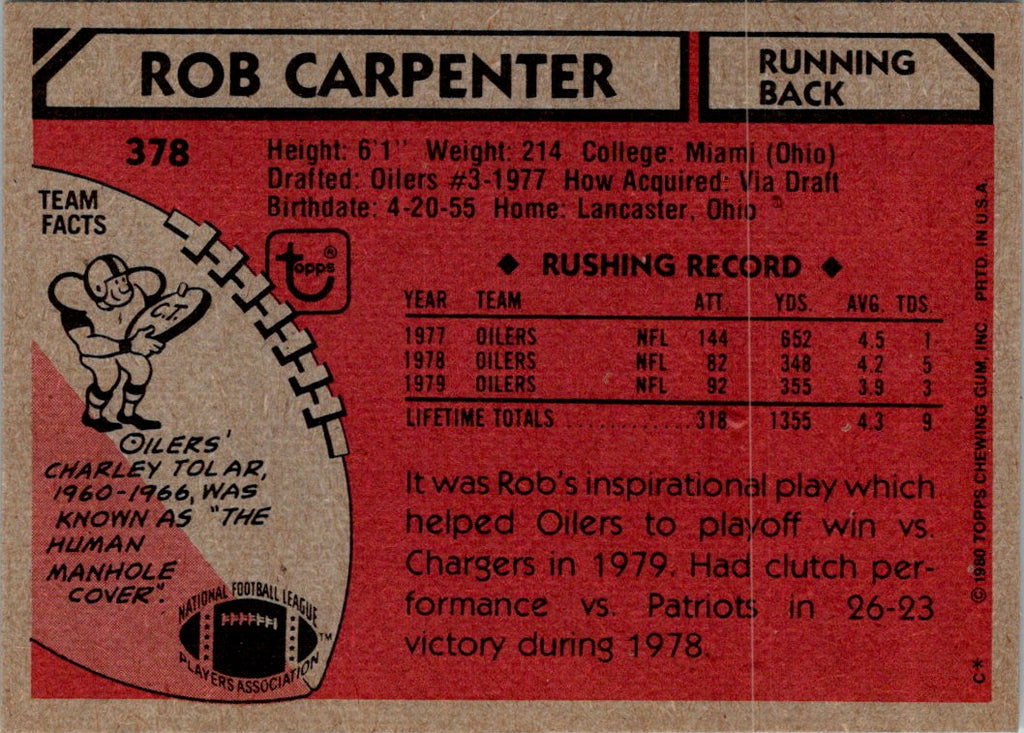 ROB CARPENTER
RUNNING
BACK
378
Height: 6'1" Weight: 214 College: Miami (Ohio)
Drafted: Oilers #3-1977 How Acquired: Via Draft
Birthdate: 4-20-55 Home: Lancaster, Ohio
TEAM
FACTS
C.T.
topps®
◆ RUSHING RECORD ◆
YEAR TEAM ATT. YDS. AVG. TDS
1977 OILERS NFL 144 652 4.5 1
1978 OILERS NFL 82 348 4.2 5
1979 OILERS NFL 92 355 3.9 3
LIFETIME TOTALS ............ 318 1355 4.3 9
OILERS'
CHARLEY TOLAR,
1960-1966, WAS
KNOWN AS "THE
HUMAN
MANHOLE
COVER".
NATIONAL FOOTBALL LEAGUE
PLAYERS ASSOCIATION
TM
It was Rob's inspirational play which
helped Oilers to playoff win vs.
Chargers in 1979. Had clutch per-
formance vs. Patriots in 26-23
victory during 1978.
C* ©1980 TOPPS CHEWING GUM, INC. PRTD. IN U.S.A.